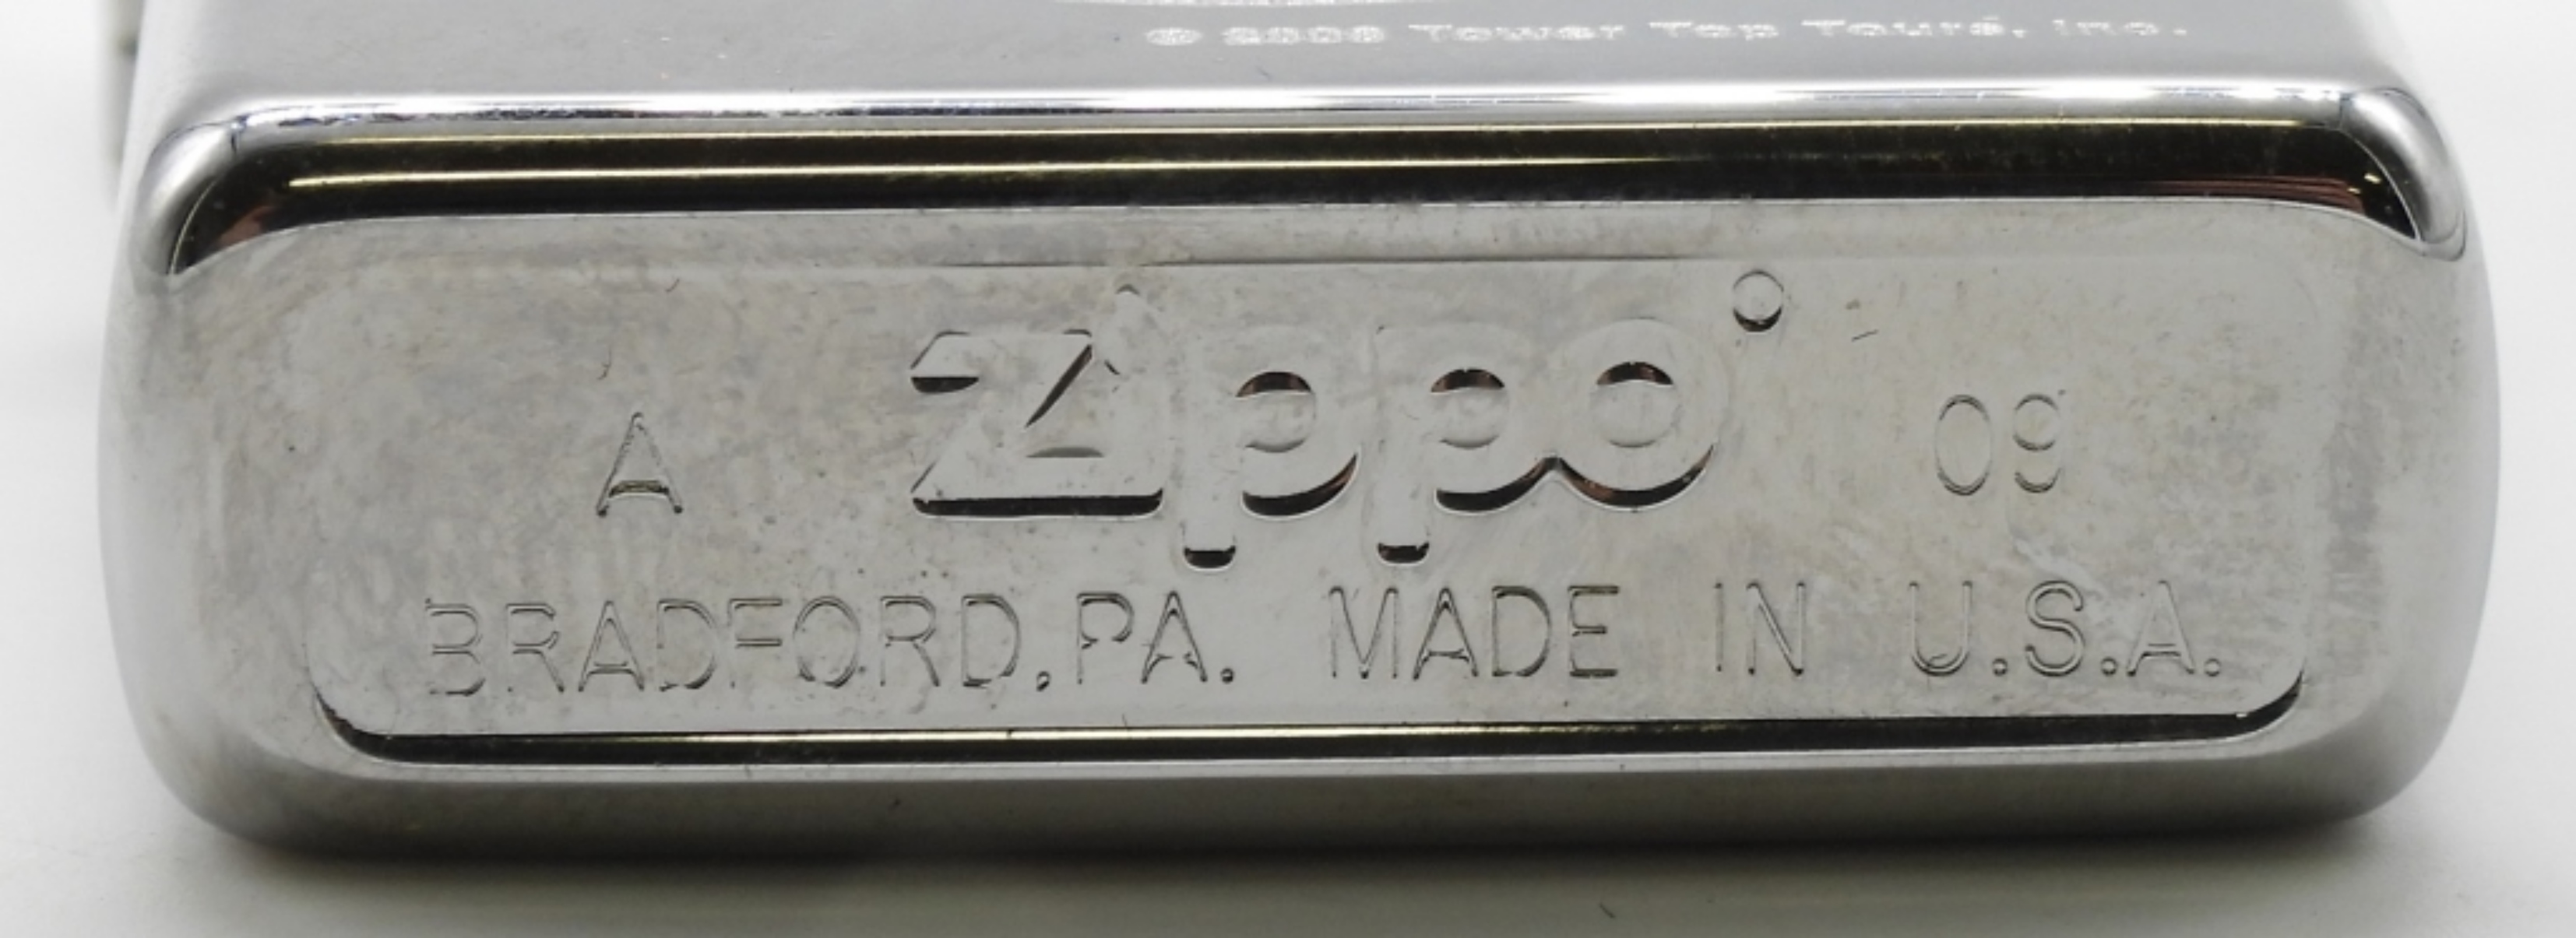 © 2008 Tower Top Tours, Inc.
A Zippo 09
BRADFORD, PA. MADE IN U.S.A.